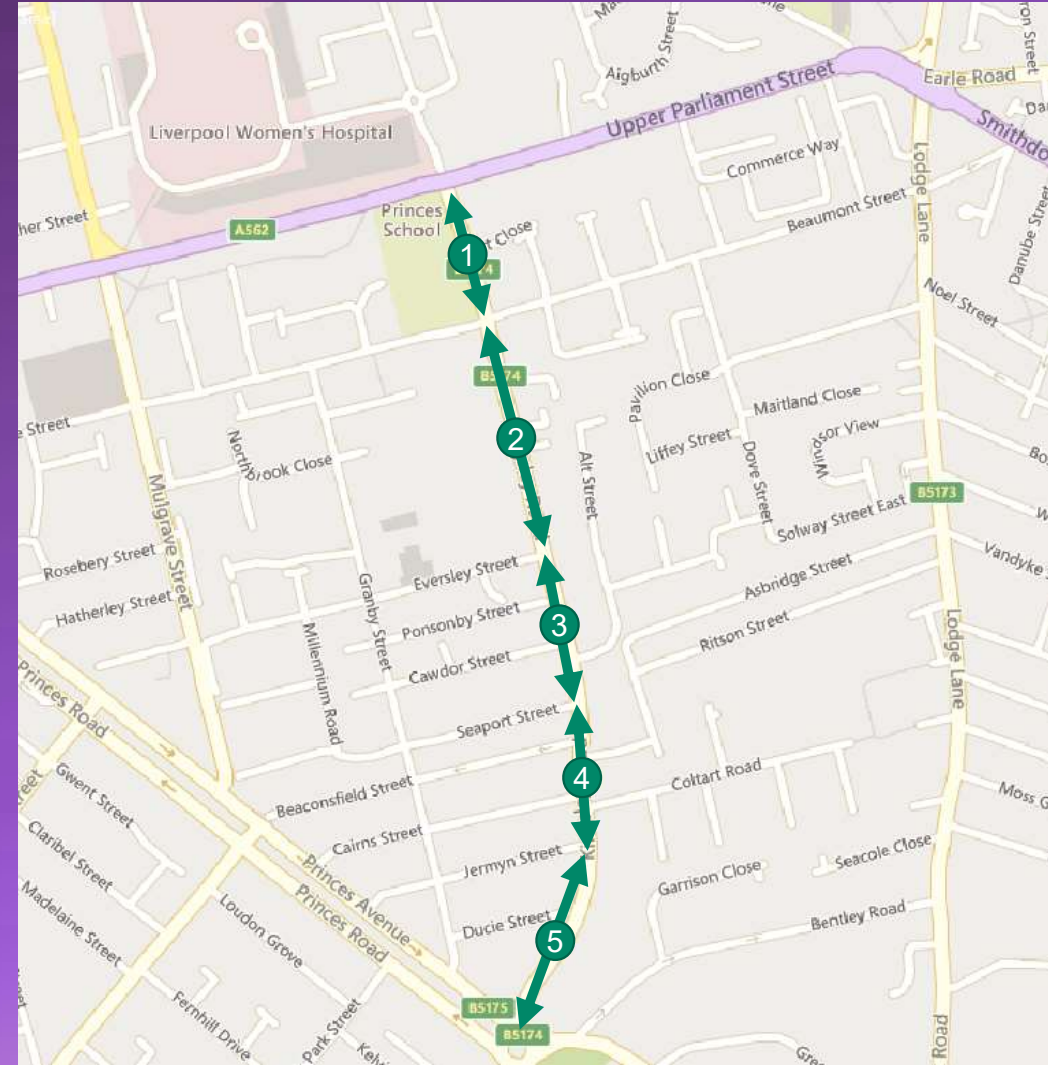 Aigburth Street
Earle Road
Upper Parliament Street
Liverpool Women's Hospital
Commerce Way
Lodge Lane
Princes
School
A562
Beaumont Street
Danube Street
1
Close
Noel Street
B5174
Pavilion Close
Maitland Close
Street
2
Liffey Street
Windsor View
Northbrook Close
Alt Street
Dove Street
B5173
Mulgrave Street
Solway Street East
Rosebery Street
Eversley Street
Asbridge Street
Vandyke
Hatherley Street
Granby Street
Ponsonby Street
3
Ritson Street
Millennium Road
Cawdor Street
Lodge Lane
Princes Road
Seaport Street
4
Coltart Road
Gwent Street
Beaconsfield Street
Moss G
Cairns Street
Claribel Street
Jermyn Street
Seacole Close
Garrison Close
Princes Avenue
Princes Road
Madelaine Street
Loudon Grove
Ducie Street
5
Bentley Road
B5175
B5174
Fernhill Drive
Park Street
Road